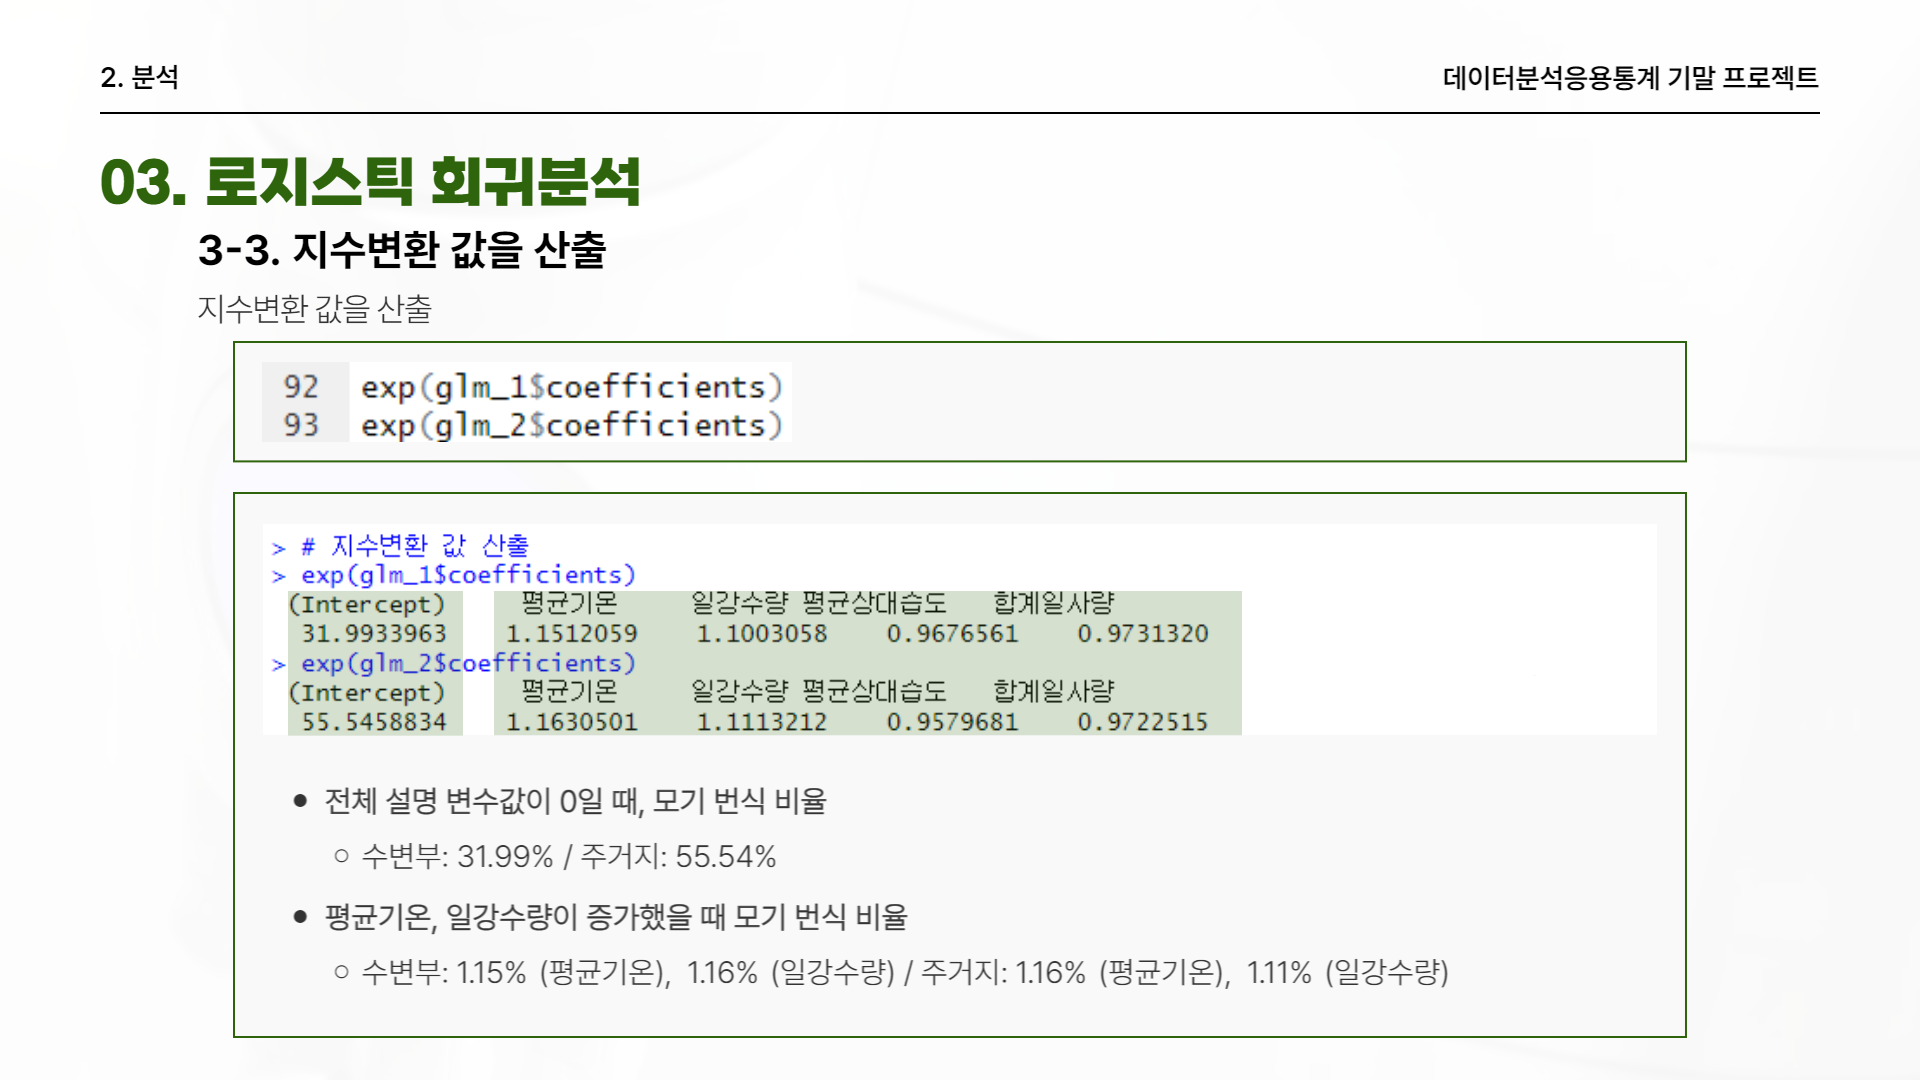 2. 분석
데이터분석응용통계 기말 프로젝트
03. 로지스틱 회귀분석
3-3. 지수변환 값을 산출
지수변환 값을 산출
92 exp(glm_1$coefficients)
93 exp(glm_2$coefficients)
> # 지수변환 값 산출
> exp(glm_1$coefficients)
(Intercept) 평균기온 일강수량 평균상대습도 합계일사량
31.9933963 1.1512059 1.1003058 0.9676561 0.9731320
> exp(glm_2$coefficients)
(Intercept) 평균기온 일강수량 평균상대습도 합계일사량
55.5458834 1.1630501 1.1113212 0.9579681 0.9722515
● 전체 설명 변수값이 0일 때, 모기 번식 비율
○ 수변부: 31.99% / 주거지: 55.54%
● 평균기온, 일강수량이 증가했을 때 모기 번식 비율
○ 수변부: 1.15% (평균기온), 1.16% (일강수량) / 주거지: 1.16% (평균기온), 1.11% (일강수량)